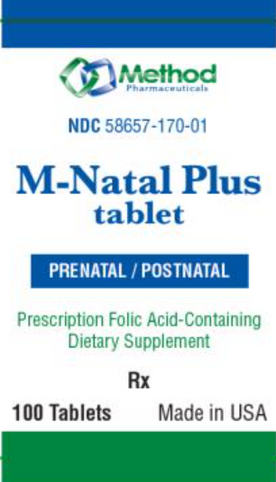 Method
Pharmaceuticals
NDC 58657-170-01
M-Natal Plus
tablet
PRENATAL / POSTNATAL
Prescription Folic Acid-Containing
Dietary Supplement
Rx
100 Tablets Made in USA